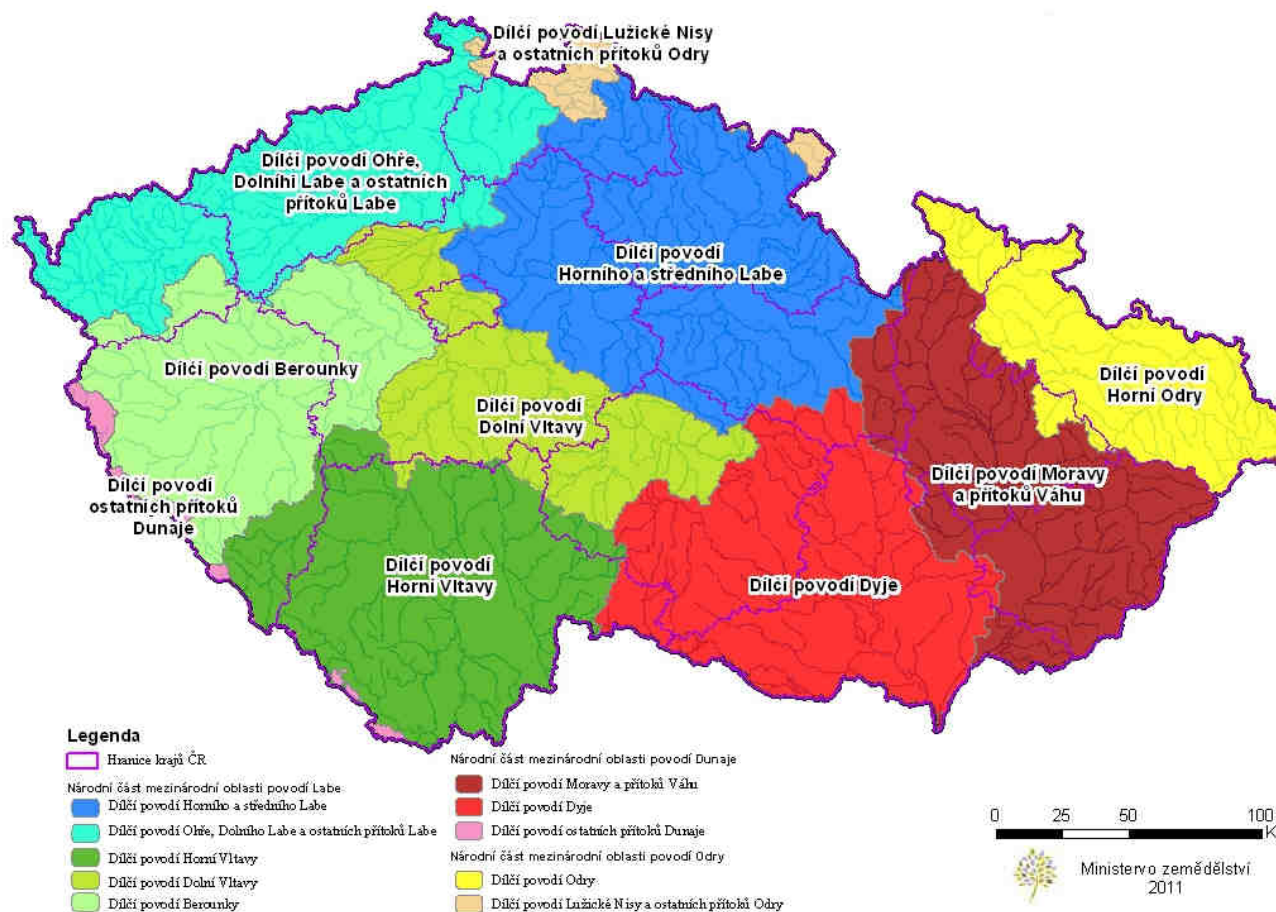 Dílčí povodí Lužické Nisy
a ostatních přítoků Odry
Dílčí povodí Ohře,
Dolníhi Labe a ostatních
přítoků Labe
Dílčí povodí
Horního a středního Labe
Dílčí povodí Berounky
Dílčí povodí
Dolní Vltavy
Dílčí povodí
Horní Odry
Dílčí povodí
ostatních přítoků
Dunaje
Dílčí povodí Moravy
a přítoků Váhu
Dílčí povodí
Horní Vltavy
Dílčí povodí Dyje
Legenda
Hranice krajů ČR
Národní část mezinárodní oblasti povodí Labe
Dílčí povodí Horního a středního Labe
Dílčí povodí Ohře, Dolního Labe a ostatních přítoků Labe
Dílčí povodí Horní Vltavy
Dílčí povodí Dolní Vltavy
Dílčí povodí Berounky
Národní část mezinárodní oblasti povodí Dunaje
Dílčí povodí Moravy a přítoků Váhu
Dílčí povodí Dyje
Dílčí povodí ostatních přítoků Dunaje
Národní část mezinárodní oblasti povodí Odry
Dílčí povodí Odry
Dílčí povodí Lužické Nisy a ostatních přítoků Odry
0 25 50 100
K
Ministervo zemědělství
2011